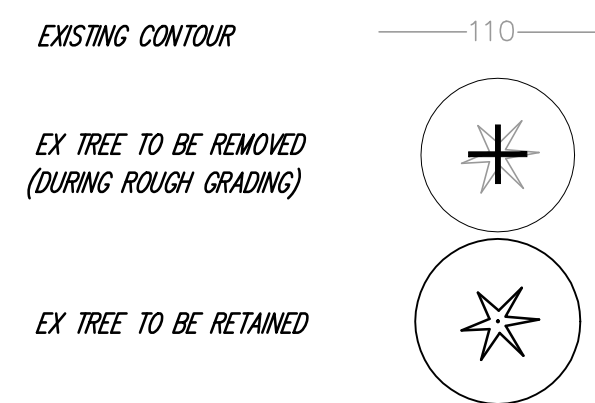 EXISTING CONTOUR 110
EX TREE TO BE REMOVED
(DURING ROUGH GRADING)
EX TREE TO BE RETAINED